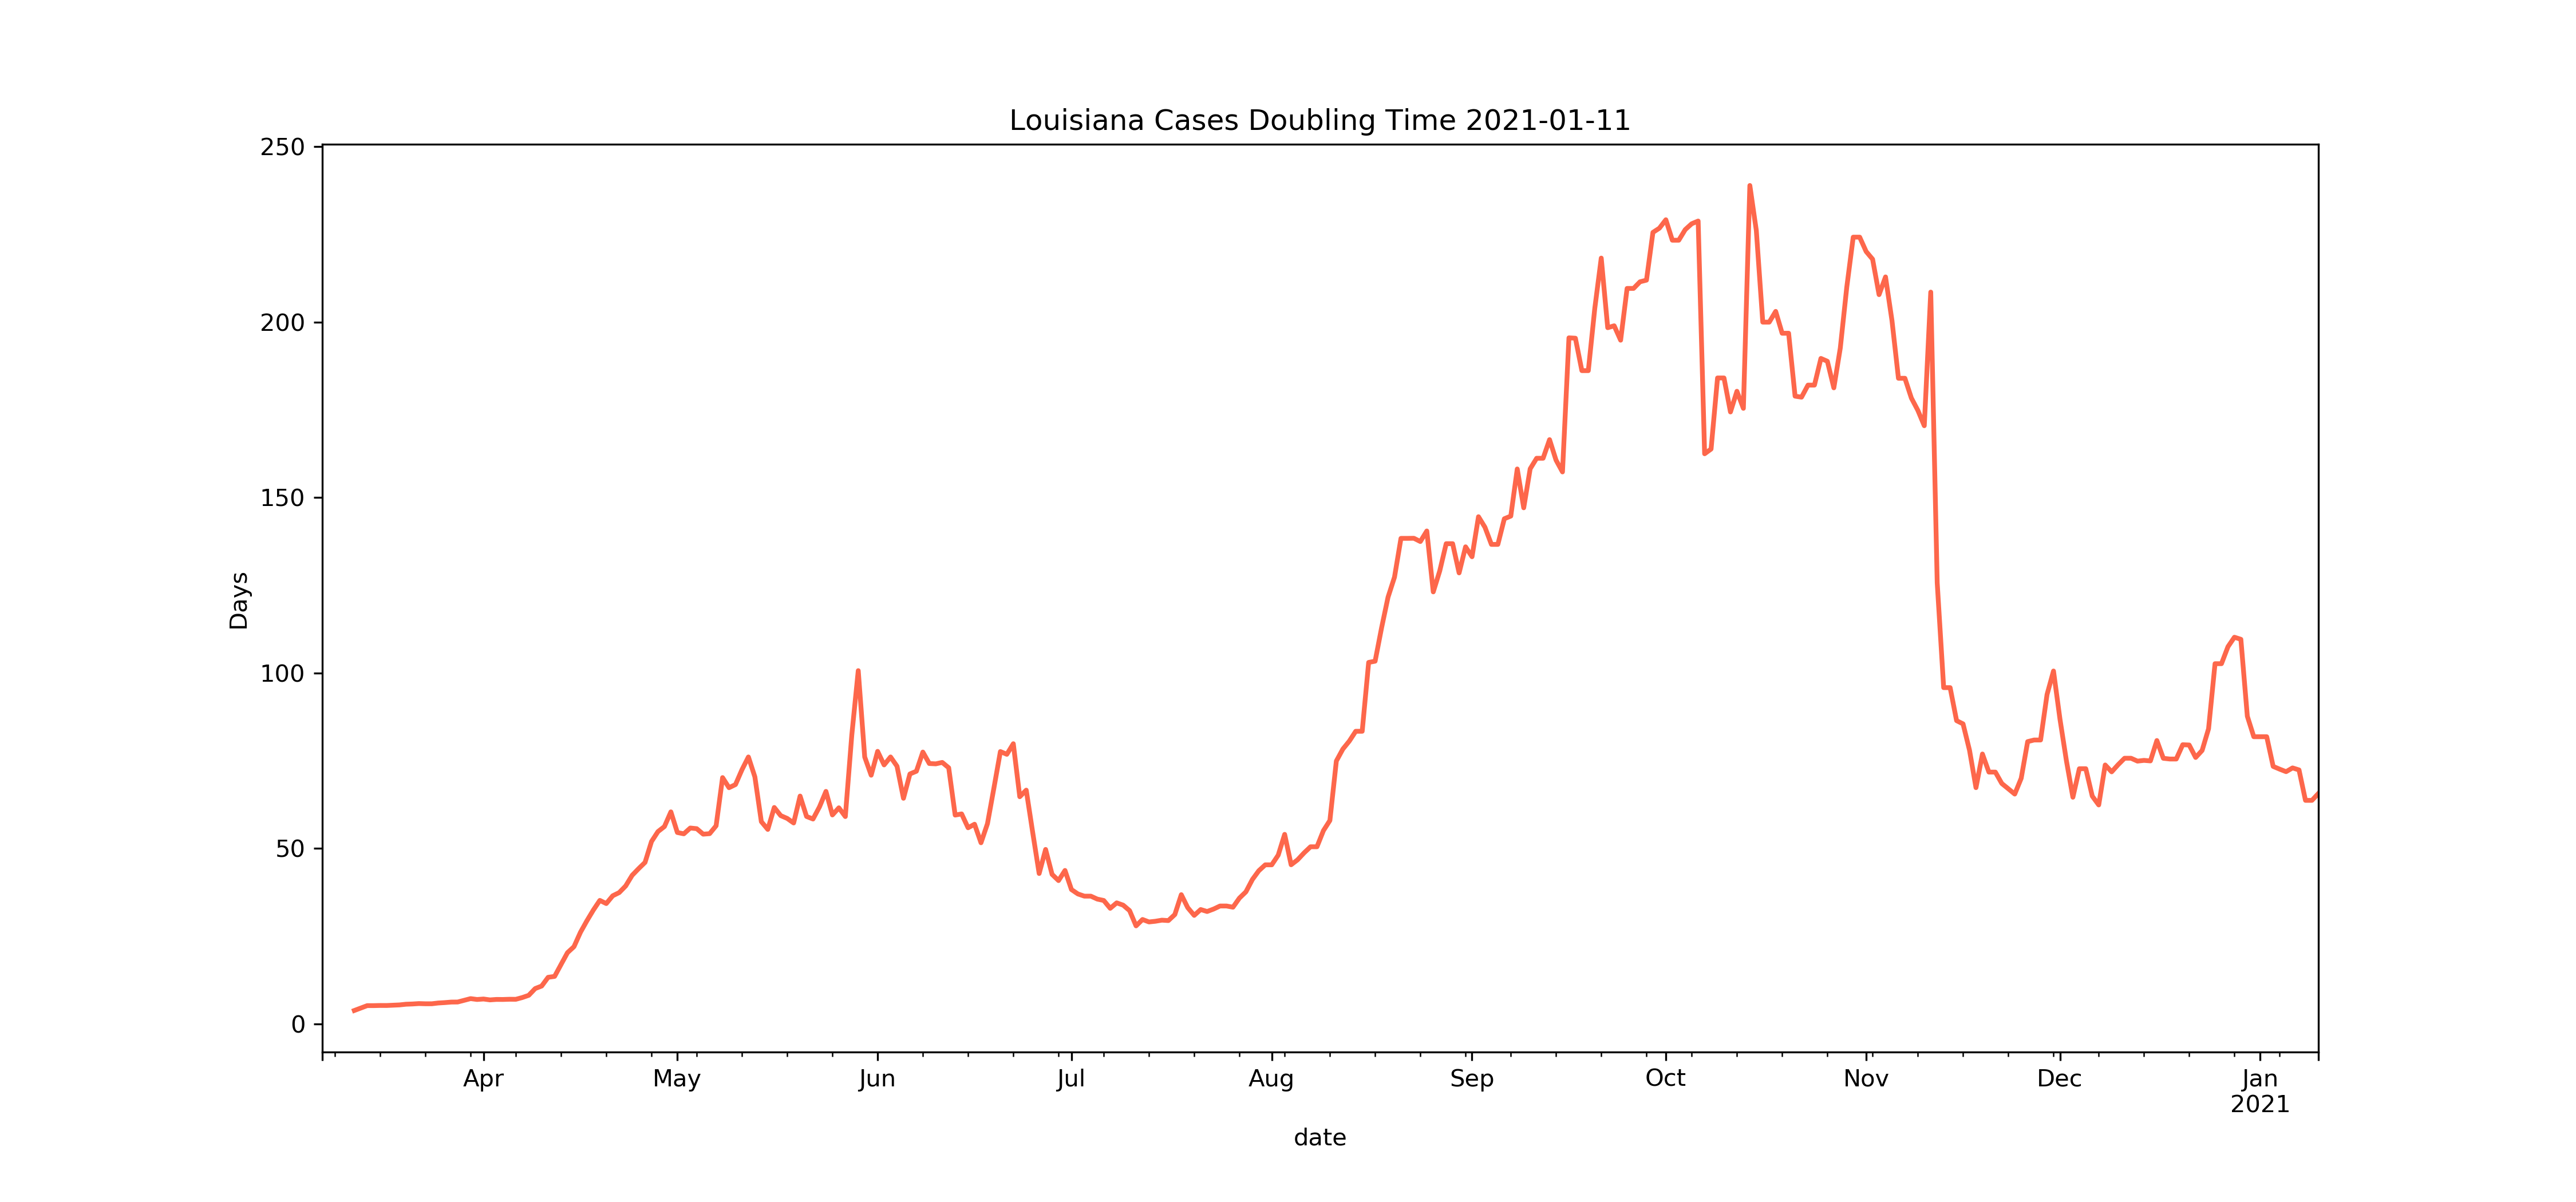 Louisiana Cases Doubling Time 2021-01-11
250
200
150
100
50
0
Days
Apr May Jun Jul Aug Sep Oct Nov Dec Jan
2021
date